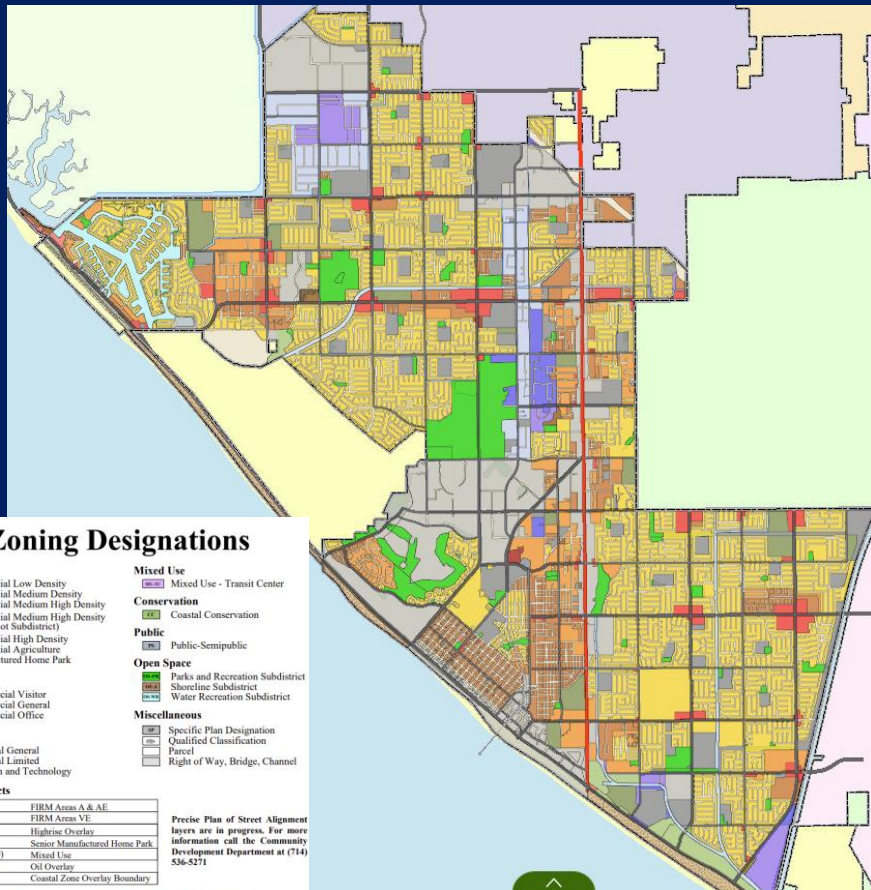 Zoning Designations
ial Low Density
ial Medium Density
ial Medium High Density
ial Medium High Density
ot Subdistrict)
ial High Density
ial Agriculture
tured Home Park
cial Visitor
cial General
cial Office
al General
al Limited
h and Technology
Mixed Use
Mixed Use - Transit Center
Conservation
CC Coastal Conservation
Public
PS Public-Semipublic
Open Space
OS-PR Parks and Recreation Subdistrict
OS-S Shoreline Subdistrict
OS-WR Water Recreation Subdistrict
Miscellaneous
SP Specific Plan Designation
(Q)- Qualified Classification
Parcel
Right of Way, Bridge, Channel
cts
FIRM Areas A & AE
FIRM Areas VE
Highrise Overlay
Senior Manufactured Home Park
) Mixed Use
Oil Overlay
Coastal Zone Overlay Boundary
Precise Plan of Street Alignment
layers are in progress. For more
information call the Community
Development Department at (714)
536-5271